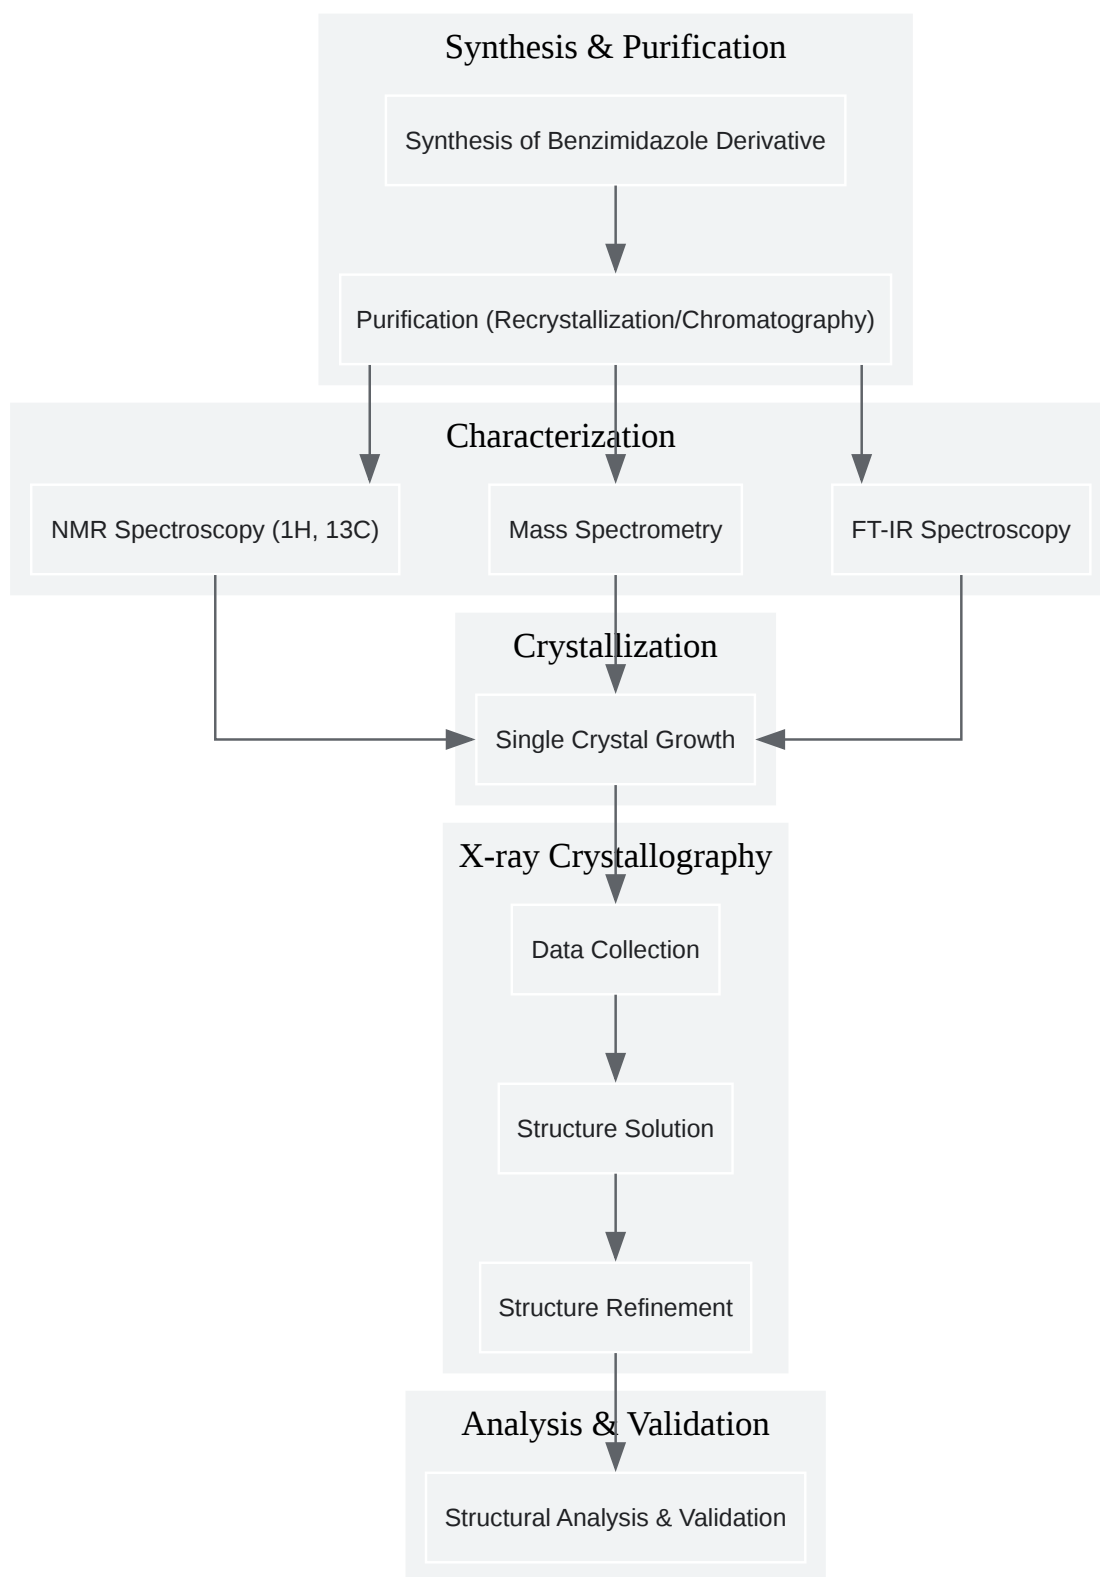 Synthesis & Purification
Synthesis of Benzimidazole Derivative
Purification (Recrystallization/Chromatography)
Characterization
NMR Spectroscopy (1H, 13C)
Mass Spectrometry
FT-IR Spectroscopy
Crystallization
Single Crystal Growth
X-ray Crystallography
Data Collection
Structure Solution
Structure Refinement
Analysis & Validation
Structural Analysis & Validation